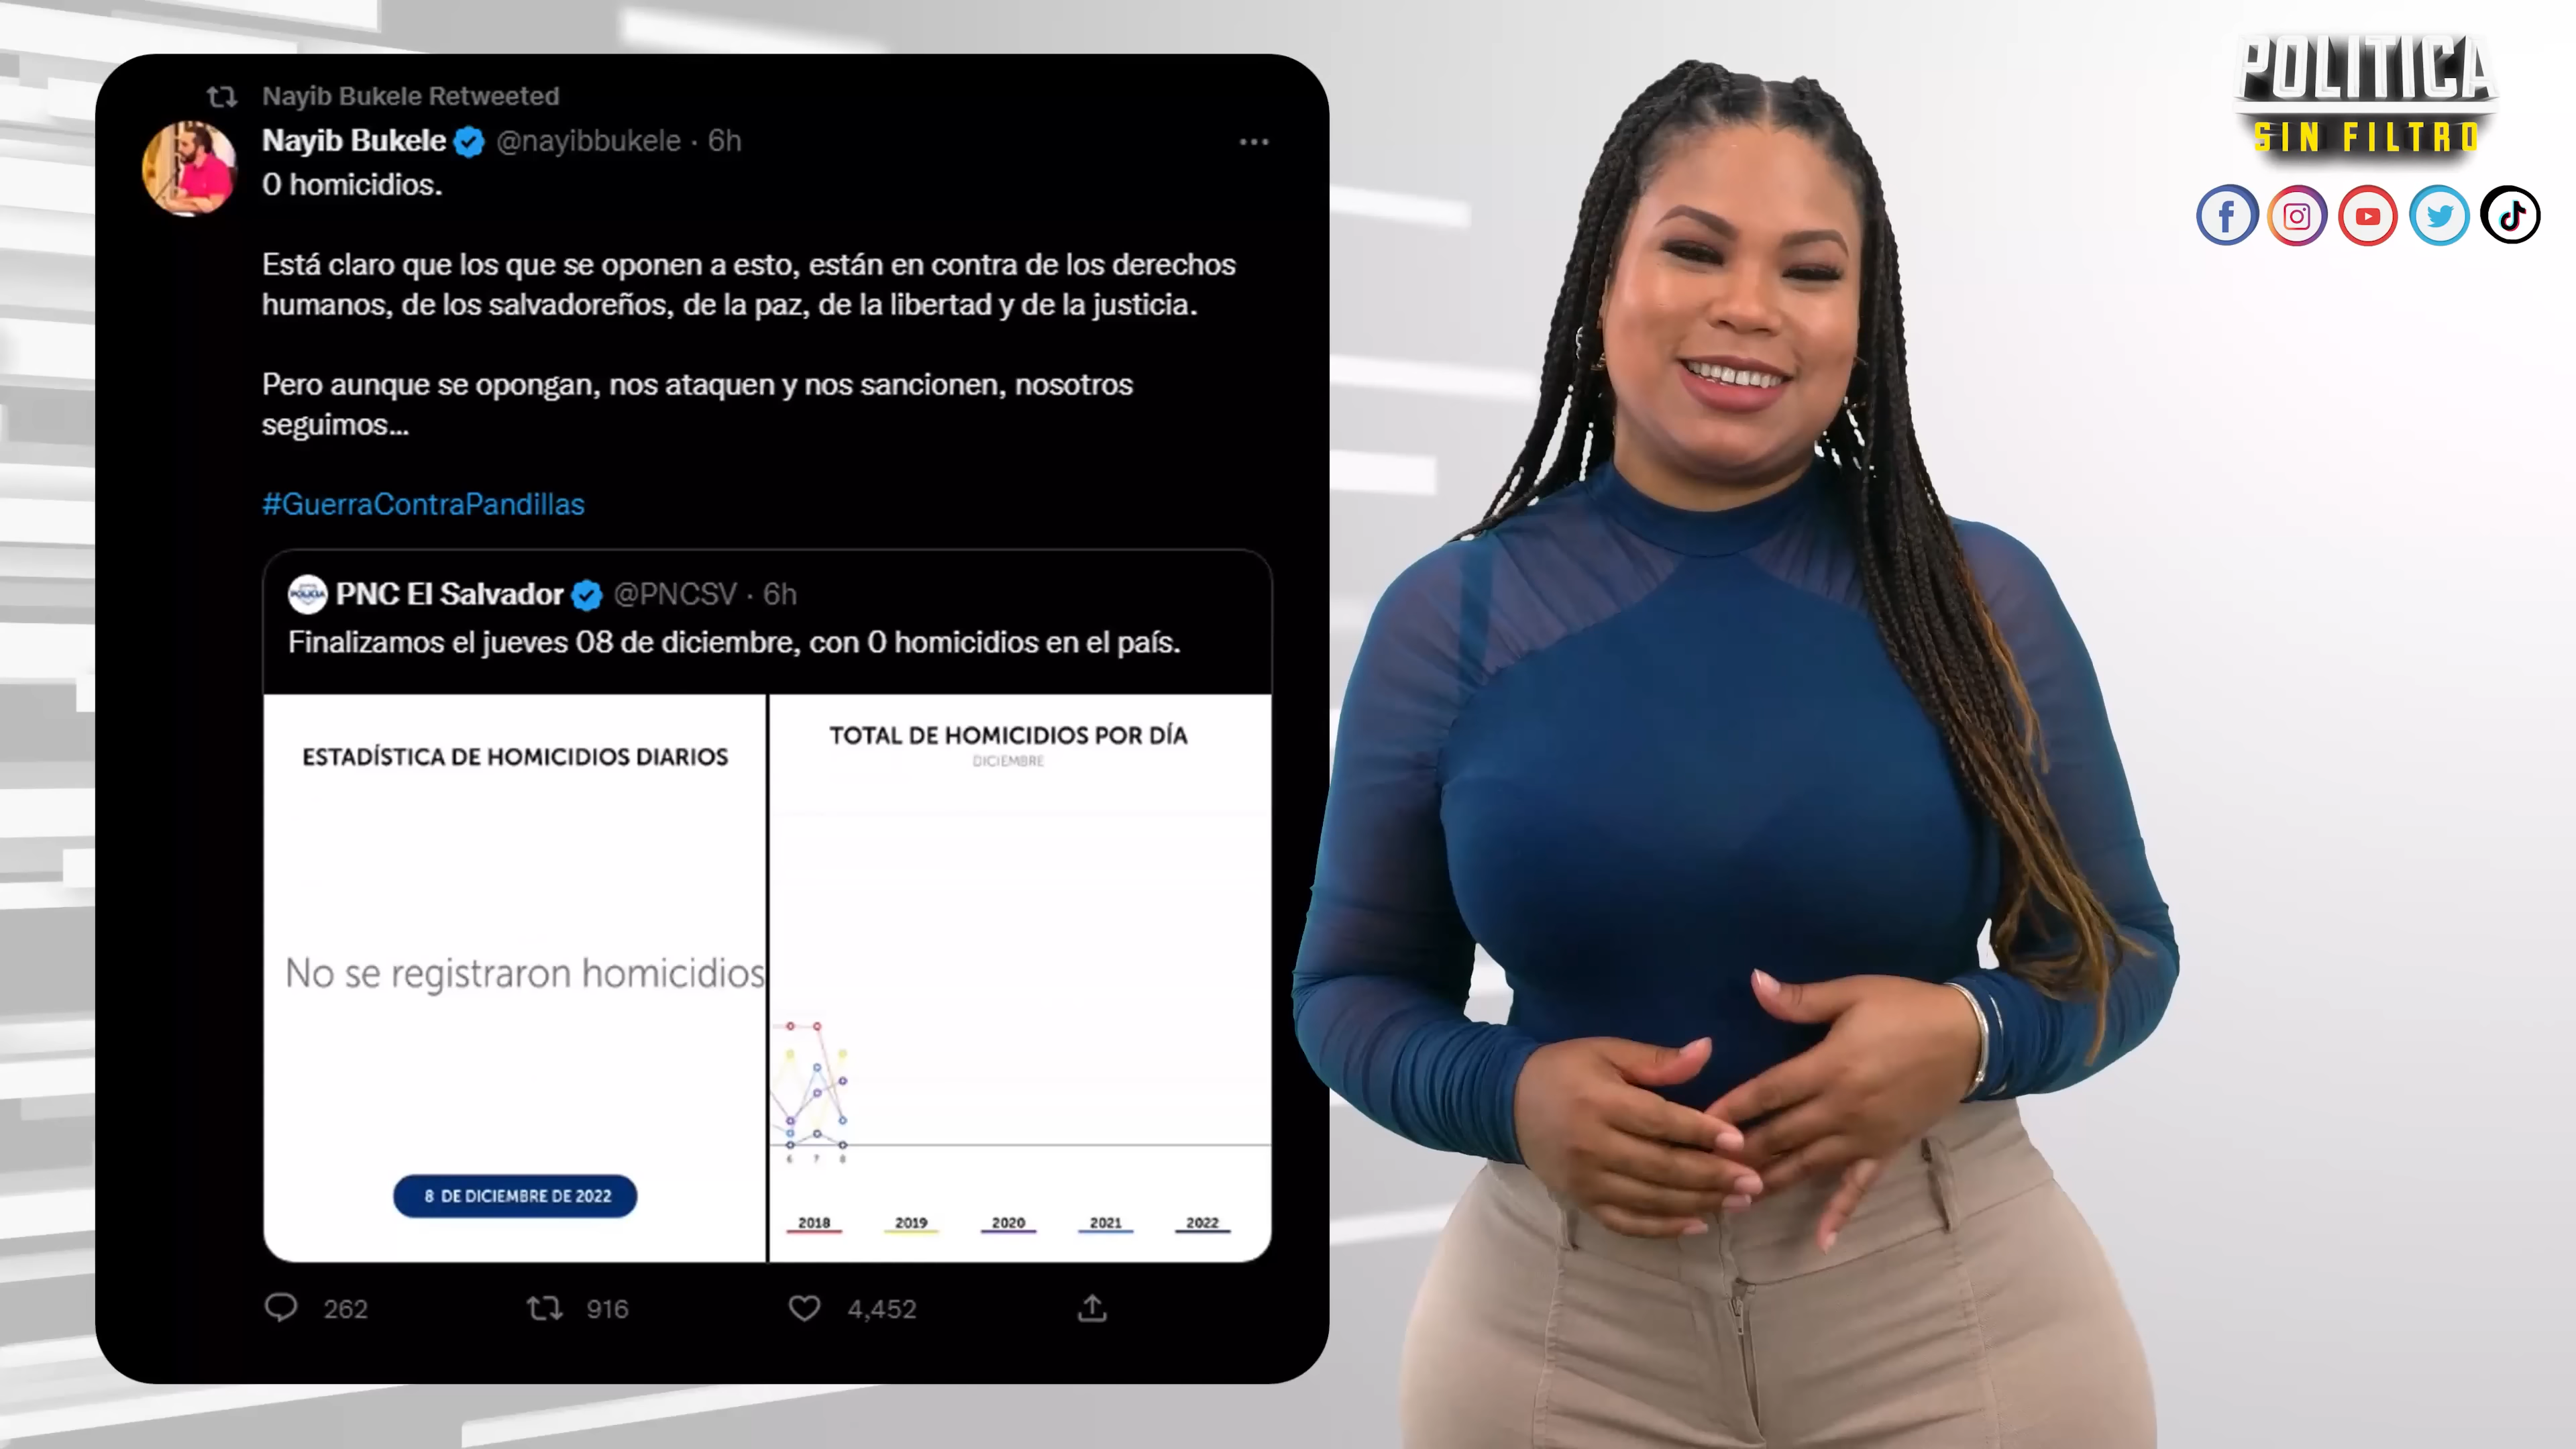 Nayib Bukele Retweeted
Nayib Bukele @nayibbukele · 6h
0 homicidios.
Está claro que los que se oponen a esto, están en contra de los derechos
humanos, de los salvadoreños, de la paz, de la libertad y de la justicia.
Pero aunque se opongan, nos ataquen y nos sancionen, nosotros
seguimos...
#GuerraContraPandillas
PNC El Salvador @PNCSV · 6h
Finalizamos el jueves 08 de diciembre, con 0 homicidios en el país.
ESTADÍSTICA DE HOMICIDIOS DIARIOS
No se registraron homicidios
8 DE DICIEMBRE DE 2022
TOTAL DE HOMICIDIOS POR DÍA
DICIEMBRE
6 7 8
2018 2019 2020 2021 2022
262 916 4,452
POLITICA
SIN FILTRO